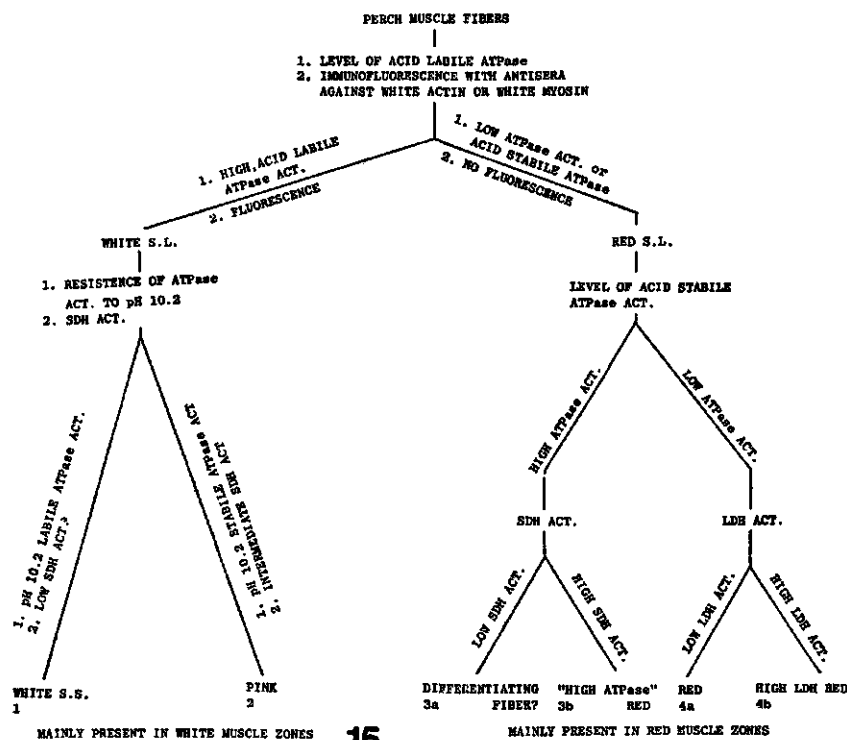 PERCH MUSCLE FIBERS
1. LEVEL OF ACID LABILE ATPase
2. IMMUNOFLUORESCENCE WITH ANTISERA
AGAINST WHITE ACTIN OR WHITE MYOSIN
1. HIGH, ACID LABILE
ATPase ACT.
2. FLUORESCENCE
1. LOW ATPase ACT. or
ACID STABILE ATPase
2. NO FLUORESCENCE
WHITE S.L.
RED S.L.
1. RESISTENCE OF ATPase
ACT. TO pH 10.2
2. SDH ACT.
LEVEL OF ACID STABILE
ATPase ACT.
1. pH 10.2 LABILE ATPase ACT.
2. LOW SDH ACT.
1. pH 10.2 STABILE ATPase ACT
2. INTERMEDIATE SDH ACT.
HIGH ATPase ACT.
LOW ATPase ACT.
SDH ACT.
LDH ACT.
LOW SDH ACT.
HIGH SDH ACT.
LOW LDH ACT.
HIGH LDH ACT.
WHITE S.S.
1
PINK
2
DIFFERENTIATING
3a FIBER?
"HIGH ATPase"
3b RED
RED
4a
HIGH LDH RED
4b
MAINLY PRESENT IN WHITE MUSCLE ZONES
15
MAINLY PRESENT IN RED MUSCLE ZONES